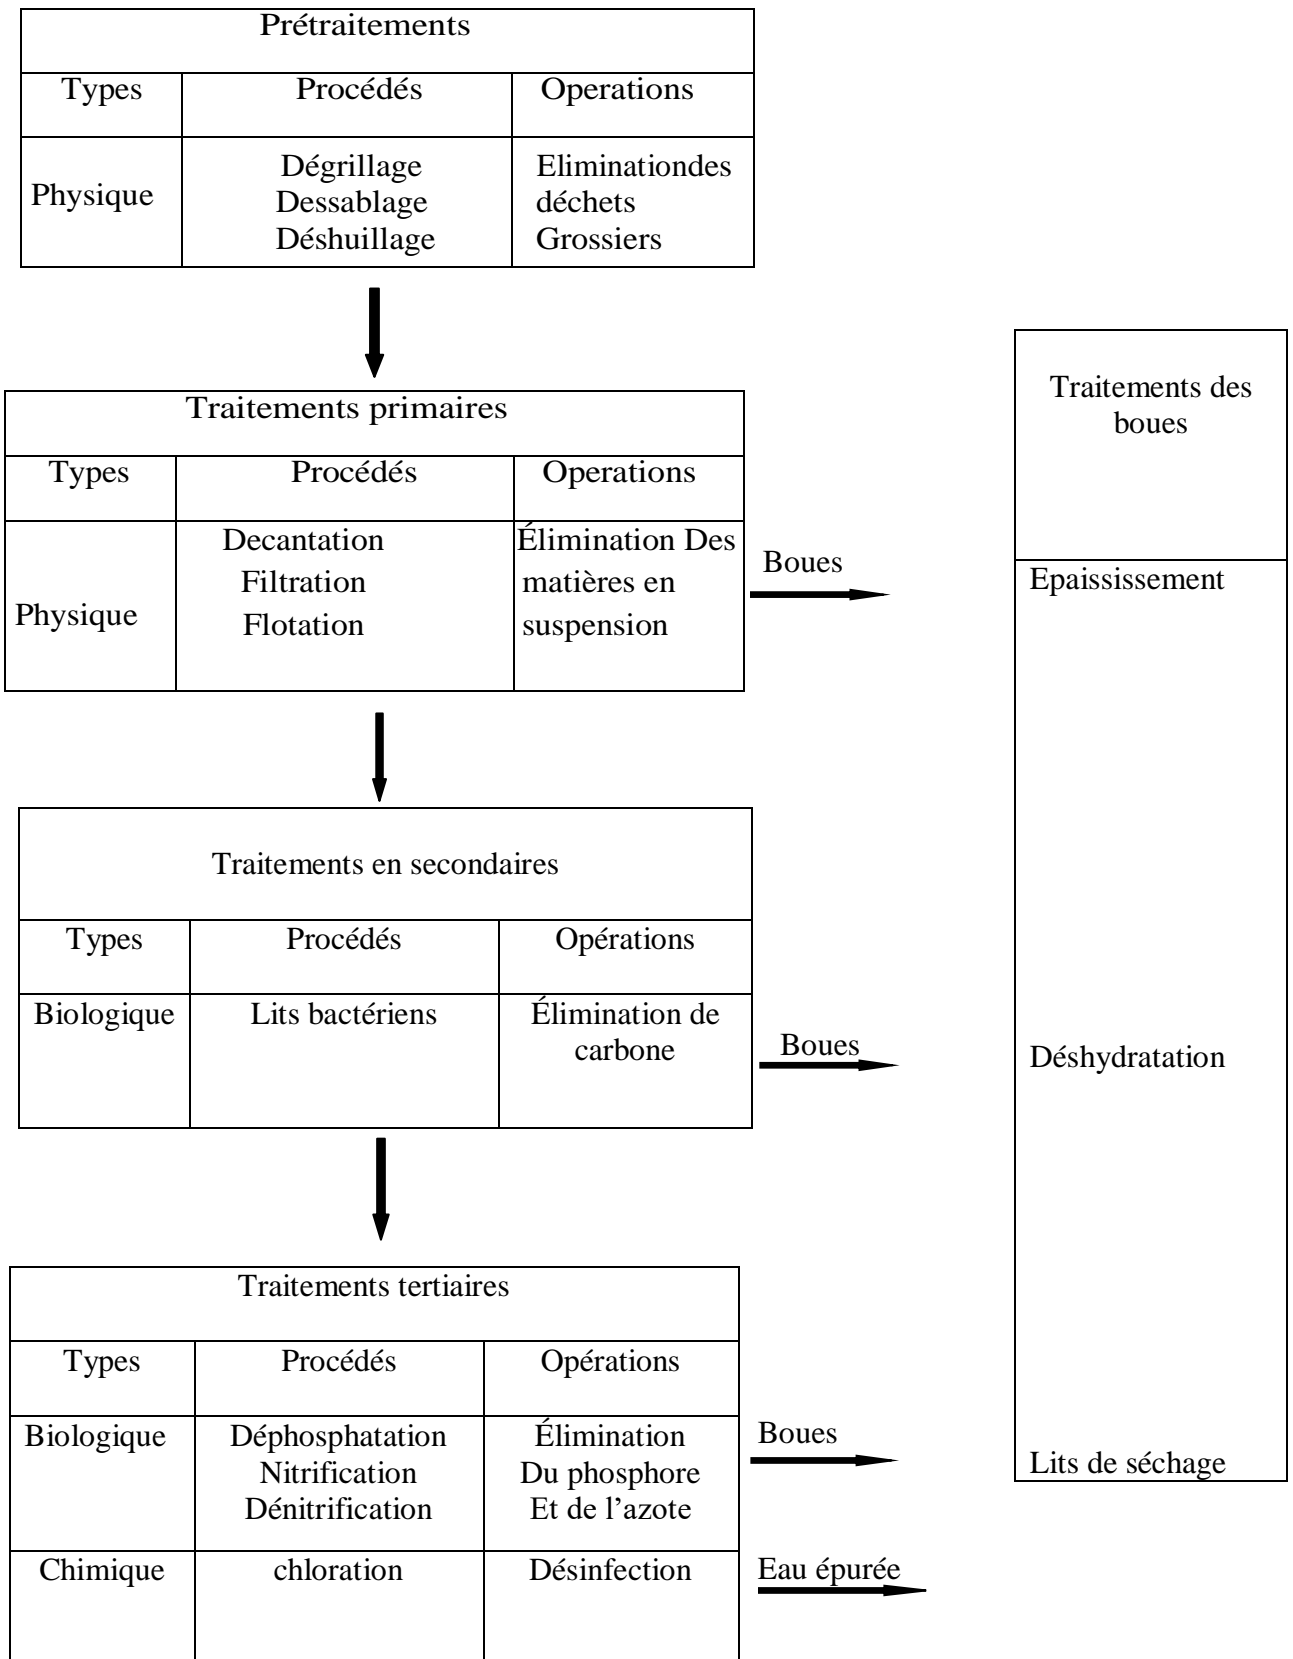 Prétraitements
Types Procédés Operations
Physique
Dégrillage
Dessablage
Déshuillage
Eliminationdes
déchets
Grossiers
Traitements primaires
Types Procédés Operations
Physique
Decantation
Filtration
Flotation
Élimination Des
matières en
suspension
Boues
Traitements en secondaires
Types Procédés Opérations
Biologique
Lits bactériens
Élimination de
carbone
Boues
Traitements tertiaires
Types Procédés Opérations
Biologique
Déphosphatation
Nitrification
Dénitrification
Élimination
Du phosphore
Et de l’azote
Boues
Chimique
chloration
Désinfection
Eau épurée
Traitements des
boues
Epaississement
Déshydratation
Lits de séchage